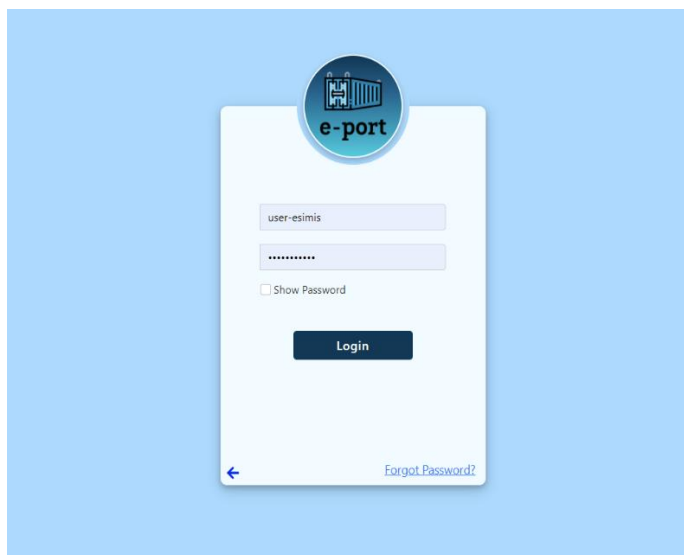 e-port
user-esimis
•••••••••••
Show Password
Login
Forgot Password?